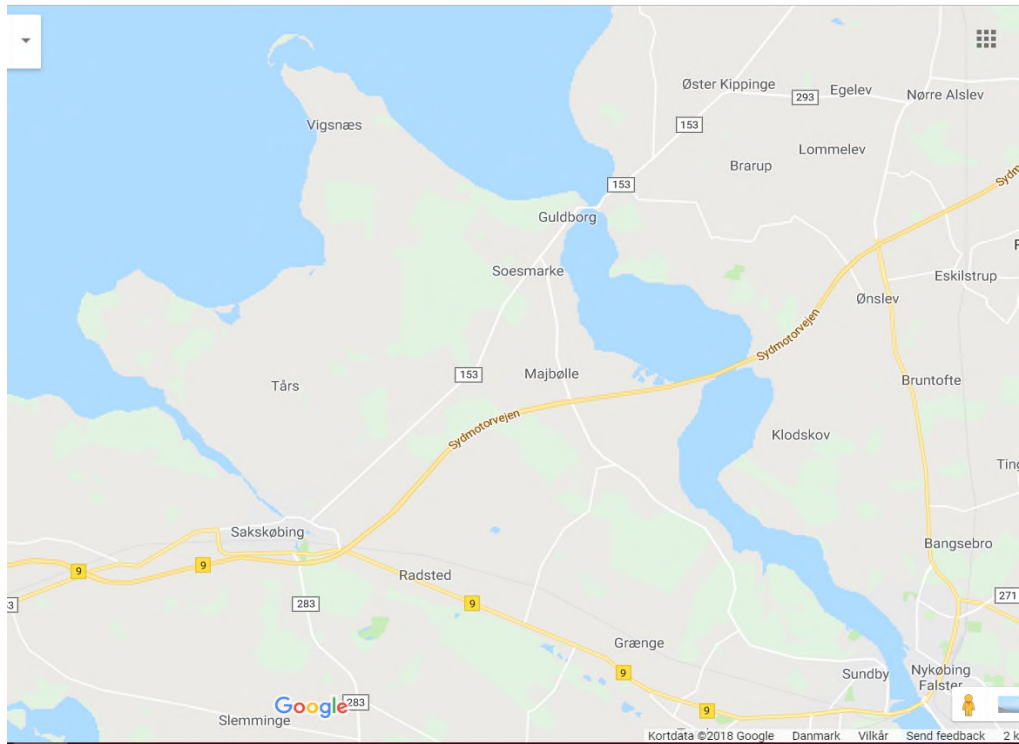 Øster Kippinge
293
Egelev
Nørre Alslev
Vigsnæs
153
Lommelev
Brarup
153
Guldborg
Soesmarke
Eskilstrup
Ønslev
Sydmotorvejen
153
Majbølle
Tårs
Bruntofte
Sydmotorvejen
Klodskov
Sakskøbing
Bangsebro
9
9
Radsted
283
9
271
Grænge
9
Sundby
Nykøbing
Falster
Google
283
9
Slemminge
Kortdata ©2018 Google Danmark Vilkår Send feedback